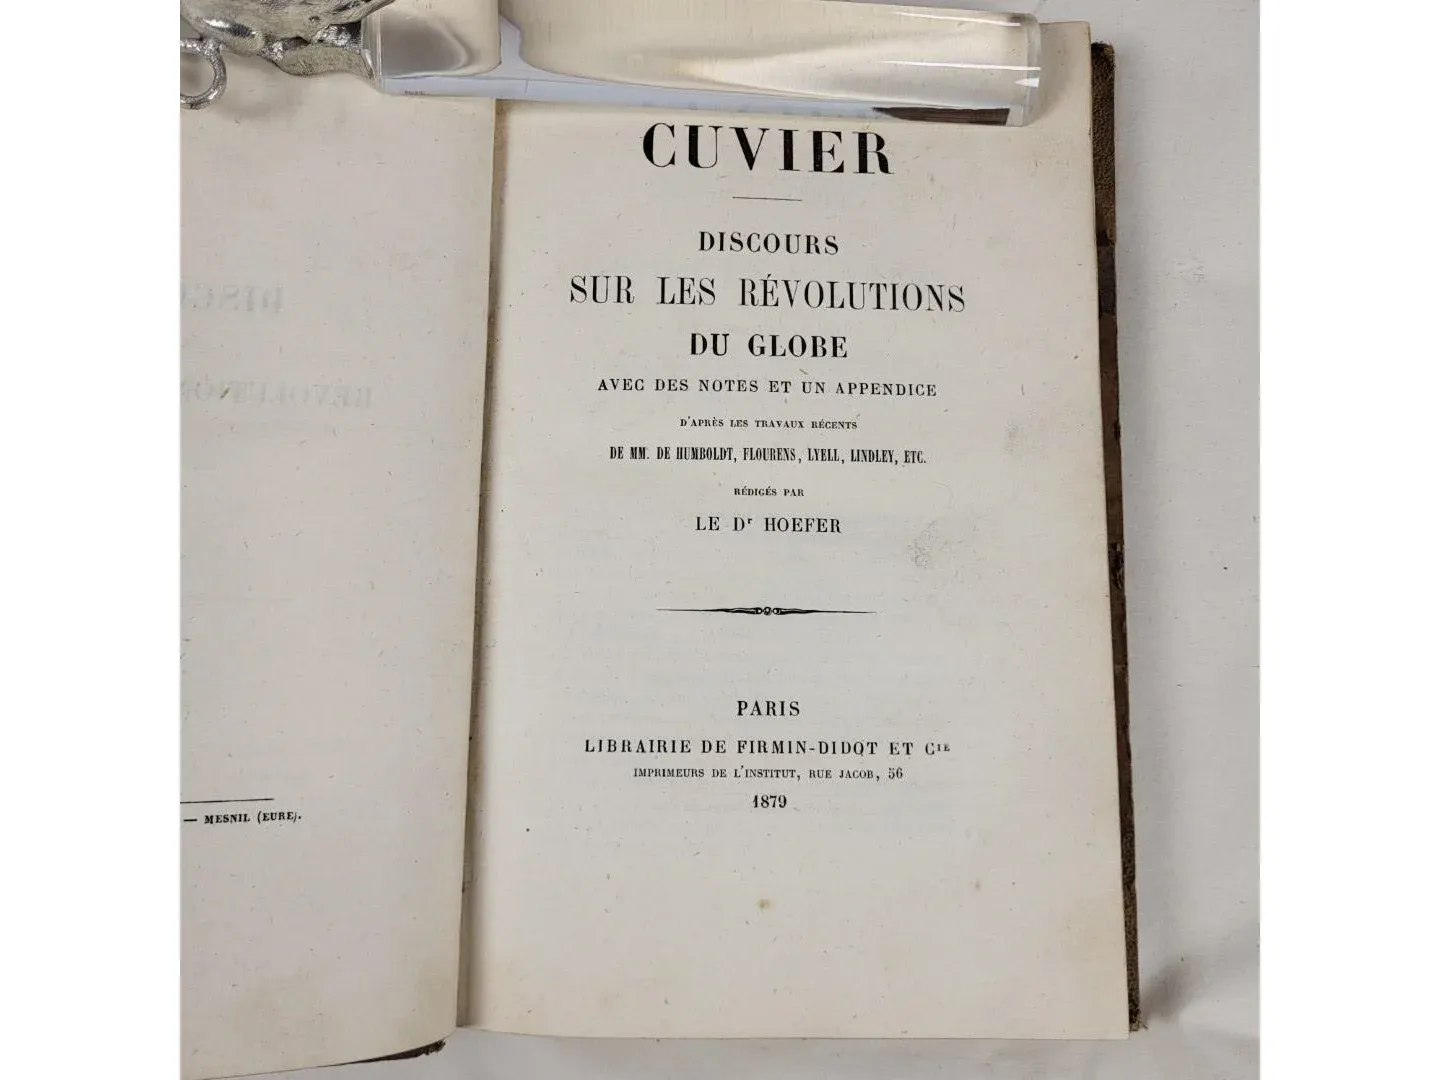 CUVIER
DISCOURS
SUR LES RÉVOLUTIONS
DU GLOBE
AVEC DES NOTES ET UN APPENDICE
D'APRÈS LES TRAVAUX RÉCENTS
DE MM. DE HUMBOLDT, FLOURENS, LYELL, LINDLEY, ETC.
RÉDIGÉS PAR
LE Dr HOEFER
PARIS
LIBRAIRIE DE FIRMIN-DIDOT ET CIE
IMPRIMEURS DE L'INSTITUT, RUE JACOB, 56
1879
— MESNIL (EURE).